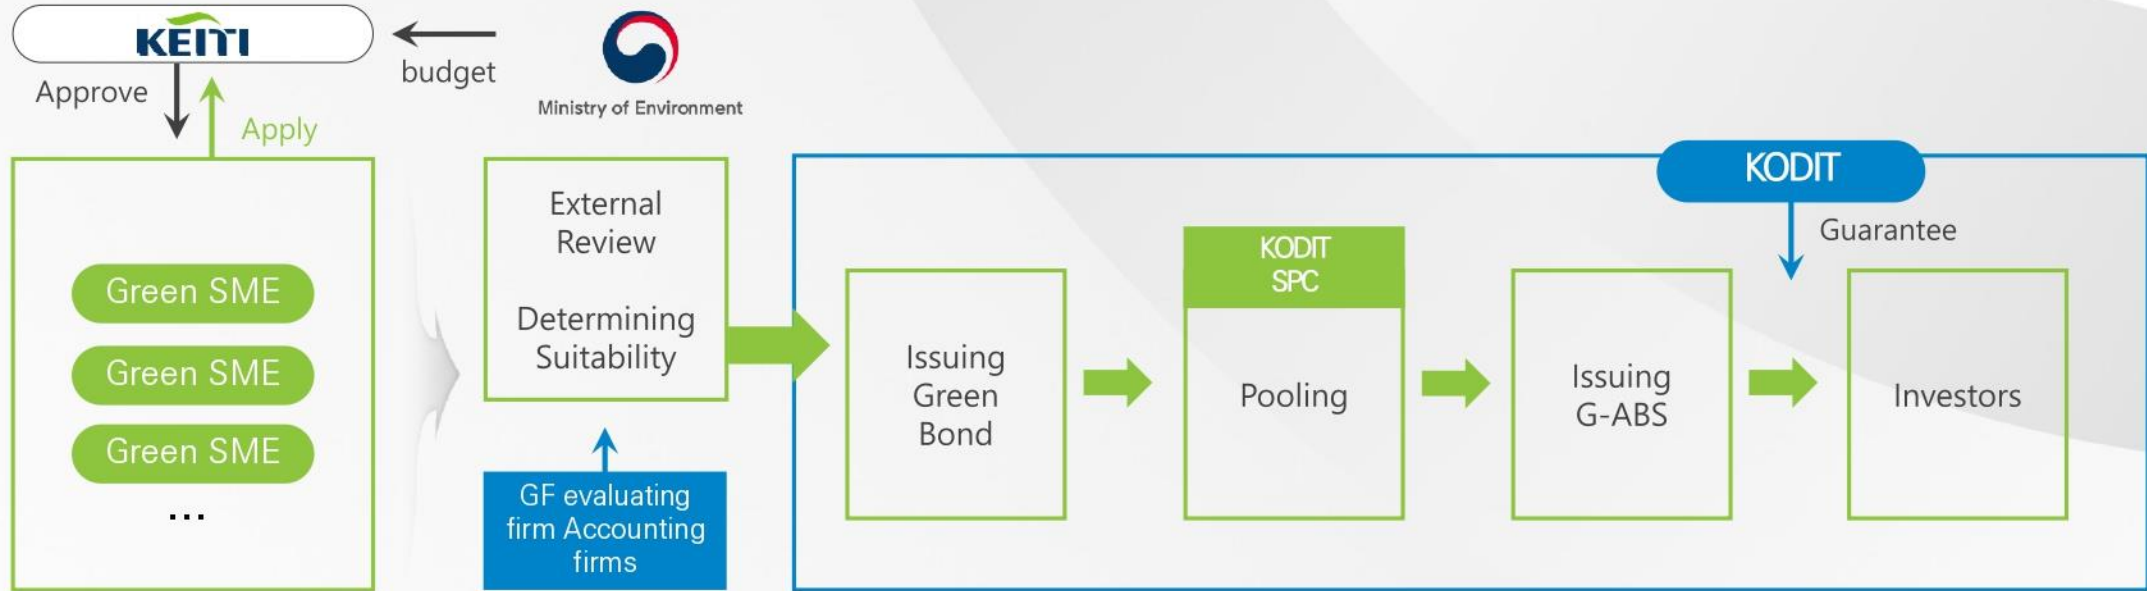 KEITI
budget
Ministry of Environment
Approve
Apply
Green SME
Green SME
Green SME
...
External
Review
Determining
Suitability
GF evaluating
firm Accounting
firms
KODIT
Guarantee
Issuing
Green
Bond
KODIT
SPC
Pooling
Issuing
G-ABS
Investors